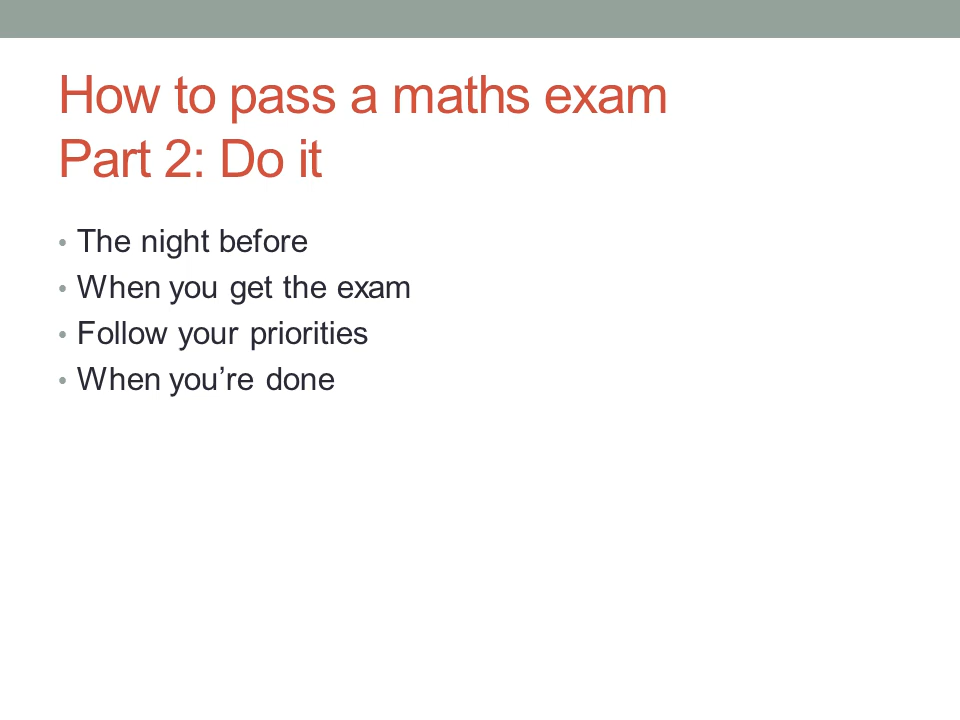 How to pass a maths exam
Part 2: Do it
• The night before
• When you get the exam
• Follow your priorities
• When you’re done